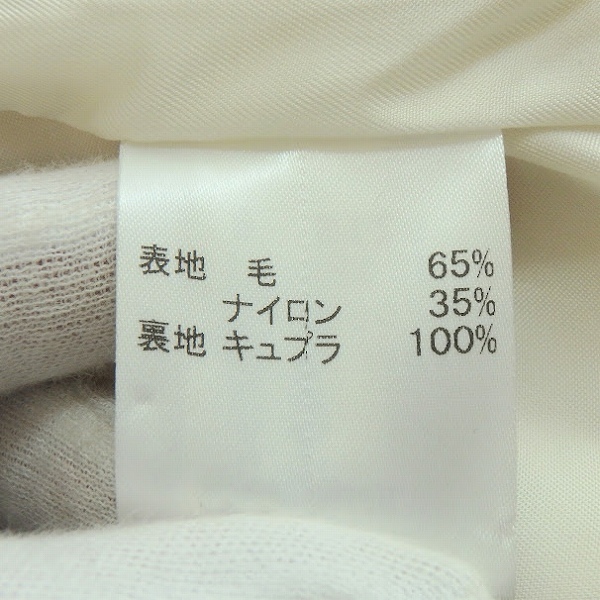 表地 毛 65%
ナイロン 35%
裏地 キュプラ 100%